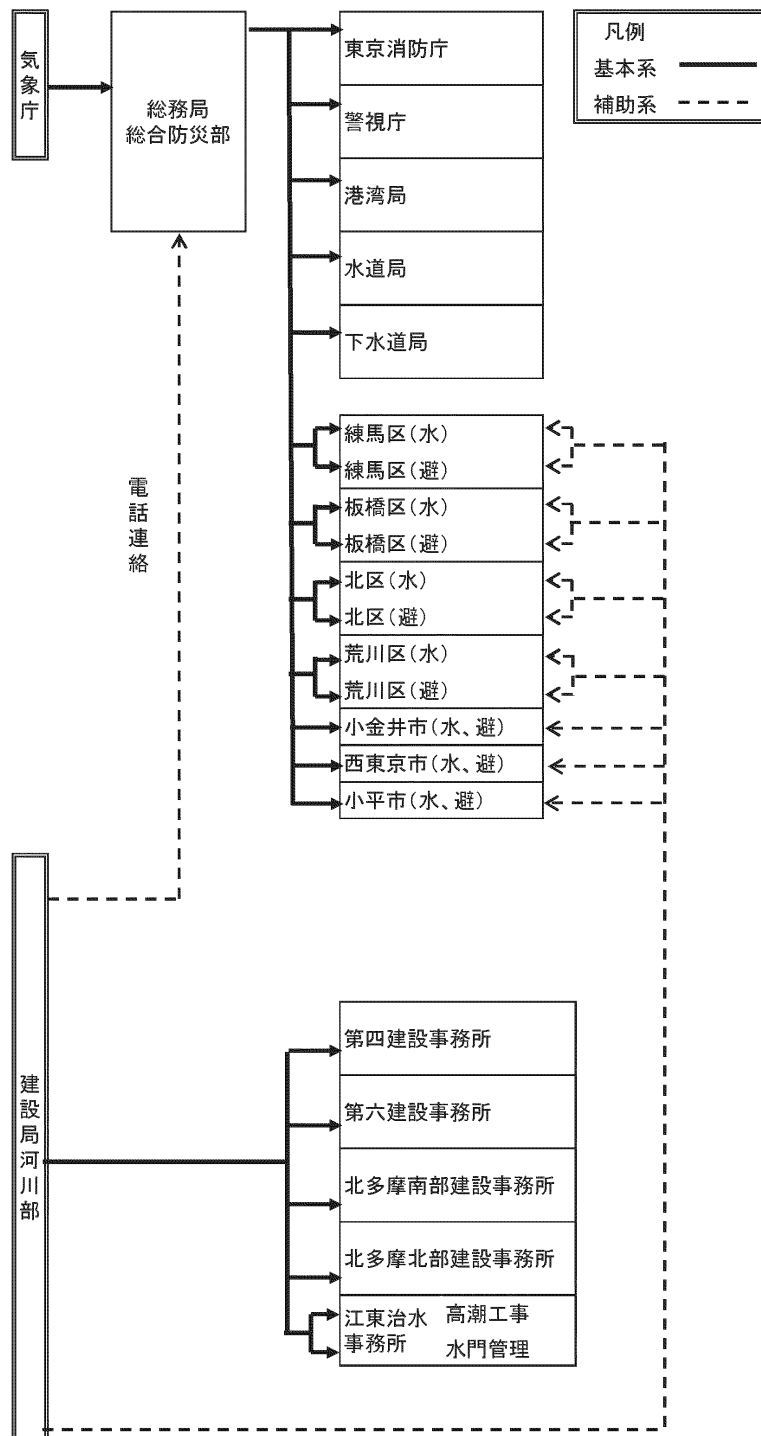 凡例
基本系
補助系
気象庁
総務局
総合防災部
東京消防庁
警視庁
港湾局
水道局
下水道局
練馬区(水)
練馬区(避)
板橋区(水)
板橋区(避)
北区(水)
北区(避)
荒川区(水)
荒川区(避)
小金井市(水、避)
西東京市(水、避)
小平市(水、避)
電話連絡
建設局河川部
第四建設事務所
第六建設事務所
北多摩南部建設事務所
北多摩北部建設事務所
江東治水
事務所
高潮工事
水門管理